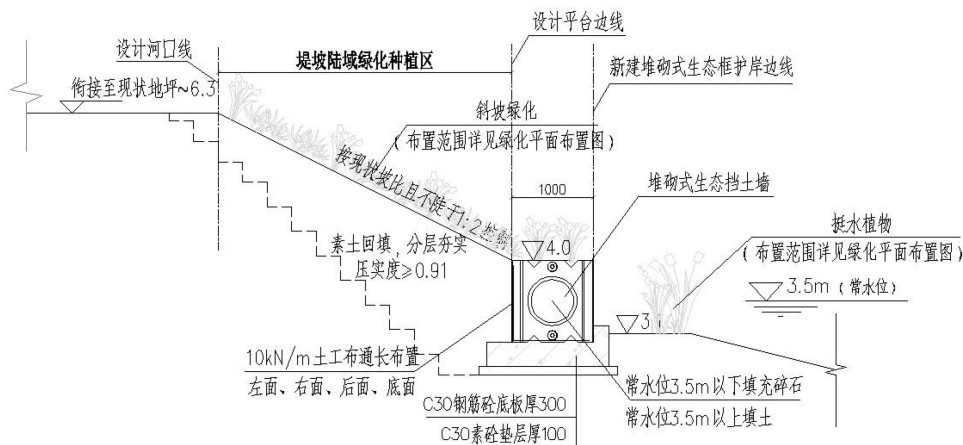 设计平台边线
设计河口线
堤坡陆域绿化种植区
新建堆砌式生态框护岸边线
衔接至现状地坪~6.3
斜坡绿化
(布置范围详见绿化平面布置图)
按现状坡比且不陡于1:2控制
1000
堆砌式生态挡土墙
挺水植物
(布置范围详见绿化平面布置图)
素土回填，分层夯实
压实度≥0.91
4.0
3.5m(常水位)
3
10kN/m土工布通长布置
左面、右面、后面、底面
常水位3.5m以下填充碎石
常水位3.5m以上填土
C30钢筋砼底板厚300
C30素砼垫层厚100